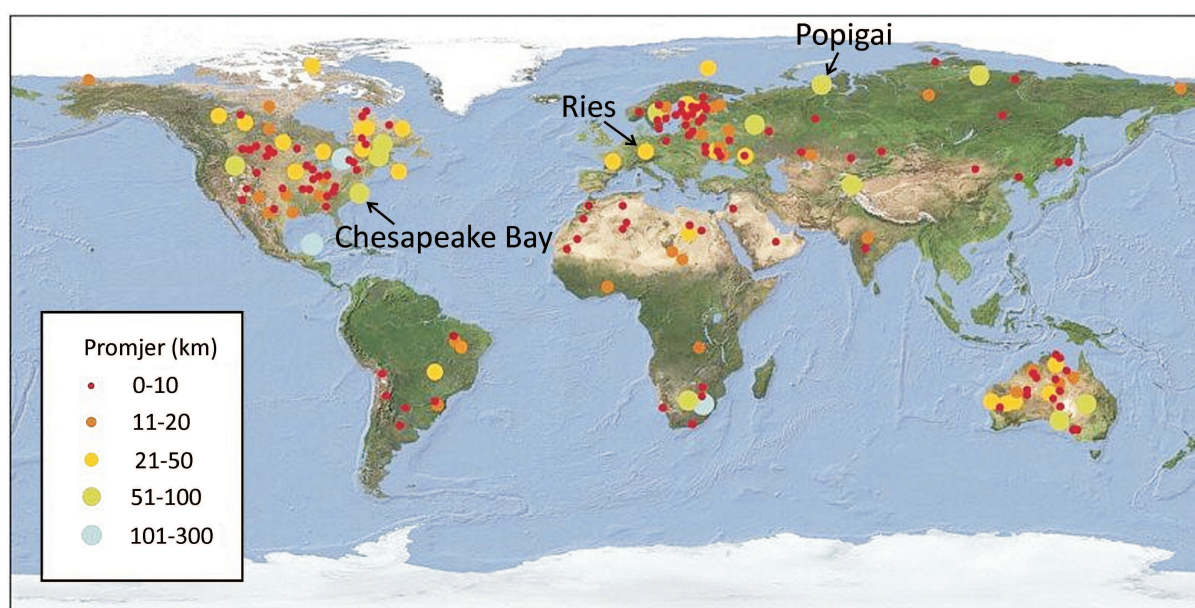 Popigai
Ries
Chesapeake Bay
Promjer (km)
0-10
11-20
21-50
51-100
101-300